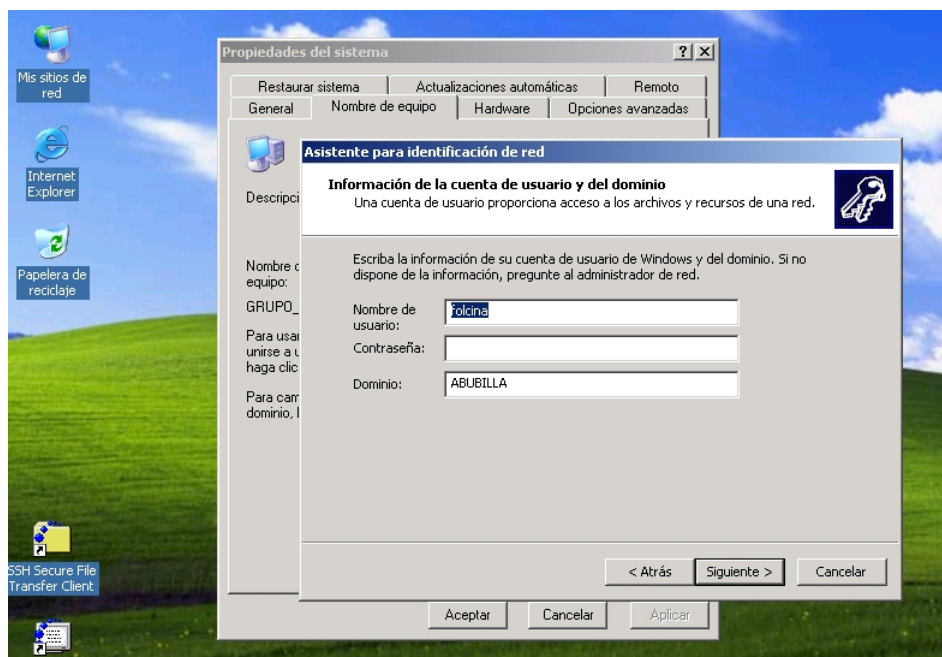 Mis sitios de
red
Internet
Explorer
Papelera de
reciclaje
SSH Secure File
Transfer Client
Propiedades del sistema
Restaurar sistema
Actualizaciones automáticas
Remoto
General
Nombre de equipo
Hardware
Opciones avanzadas
Descripci
Nombre
equipo:
GRUPO_
Para usar
unirse a
haga clic
Para cam
dominio,
Asistente para identificación de red
Información de la cuenta de usuario y del dominio
Una cuenta de usuario proporciona acceso a los archivos y recursos de una red.
Escriba la información de su cuenta de usuario de Windows y del dominio. Si no
dispone de la información, pregunte al administrador de red.
Nombre de
usuario:
folcina
Contraseña:
Dominio:
ABUBILLA
< Atrás
Siguiente >
Cancelar
Aceptar
Cancelar
Aplicar